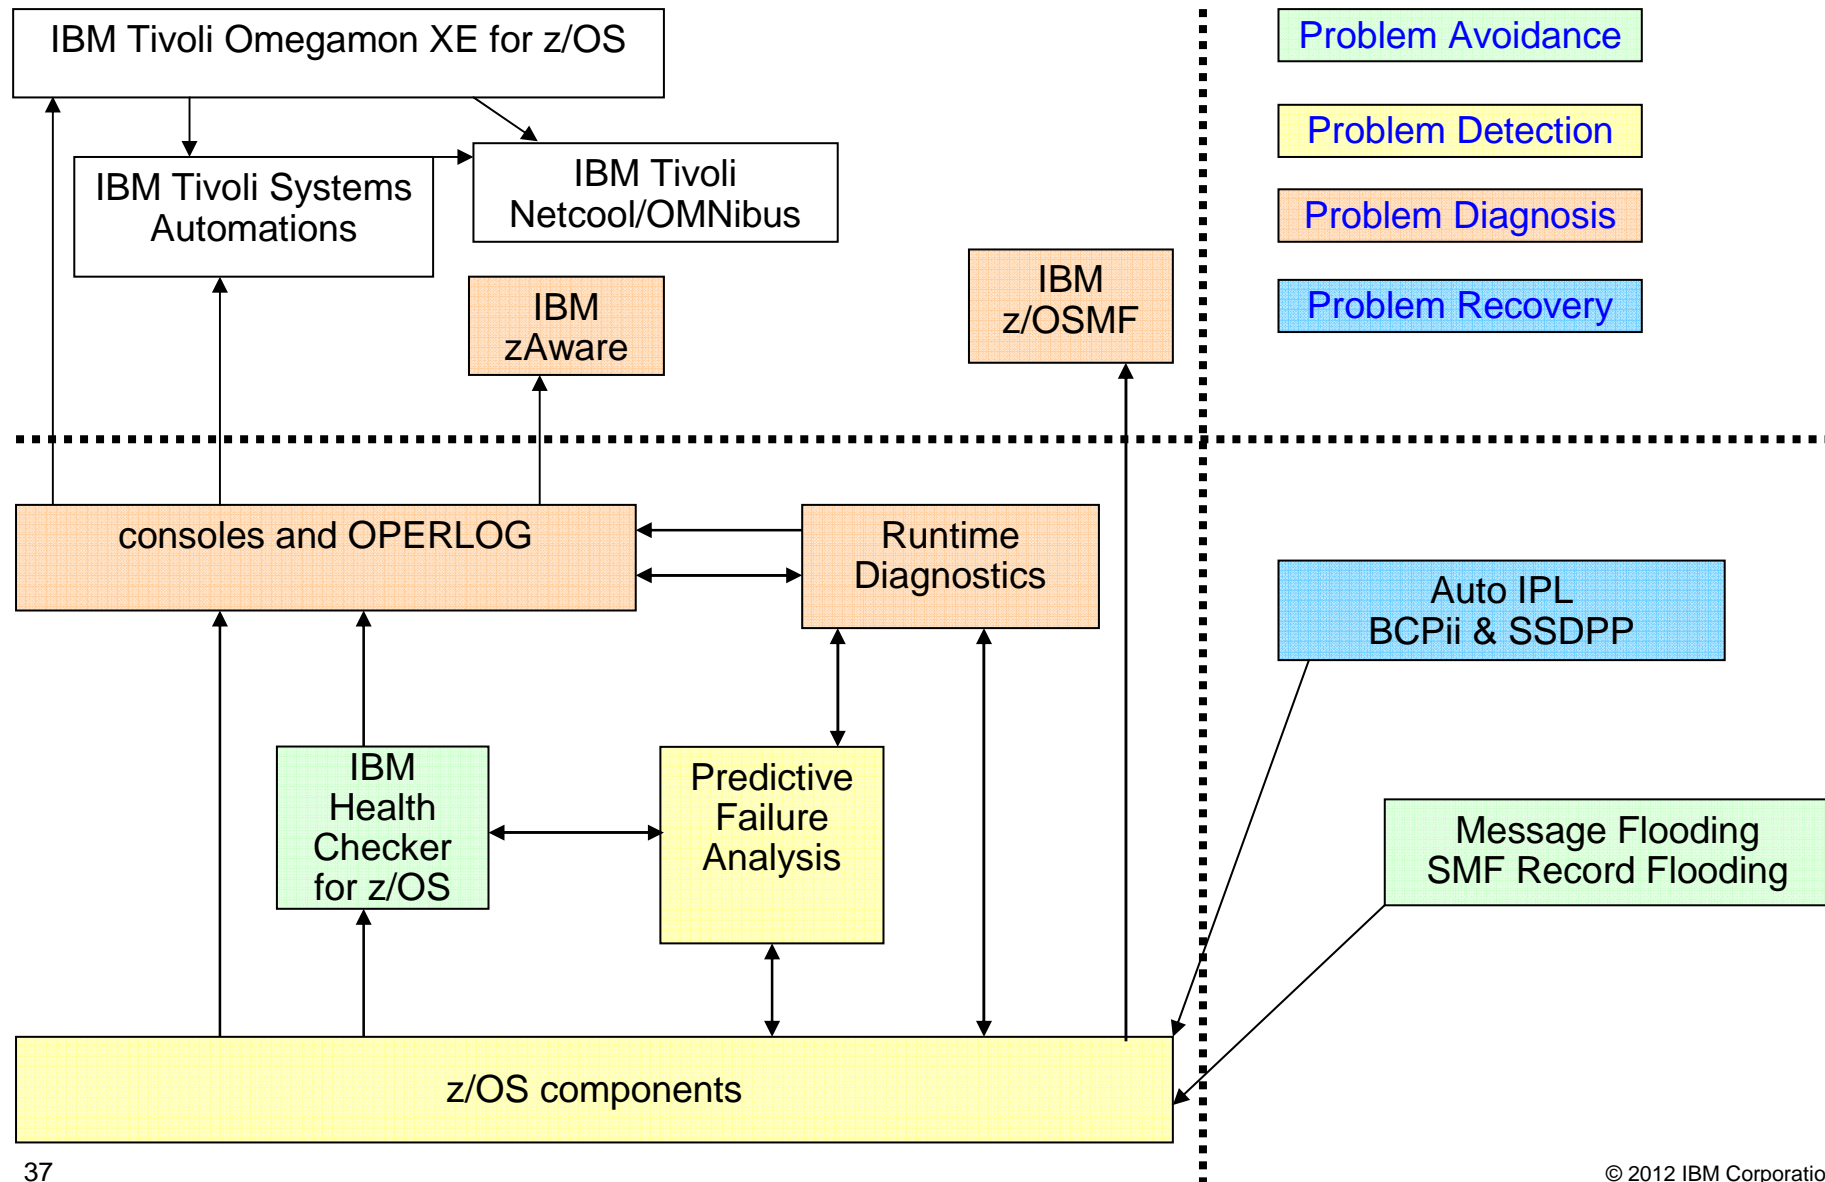 IBM Tivoli Omegamon XE for z/OS
IBM Tivoli Systems
Automations
IBM Tivoli
Netcool/OMNibus
IBM
zAware
IBM
z/OSMF
Problem Avoidance
Problem Detection
Problem Diagnosis
Problem Recovery
consoles and OPERLOG
Runtime
Diagnostics
Auto IPL
BCPii & SSDPP
IBM
Health
Checker
for z/OS
Predictive
Failure
Analysis
Message Flooding
SMF Record Flooding
z/OS components
37
© 2012 IBM Corporatio